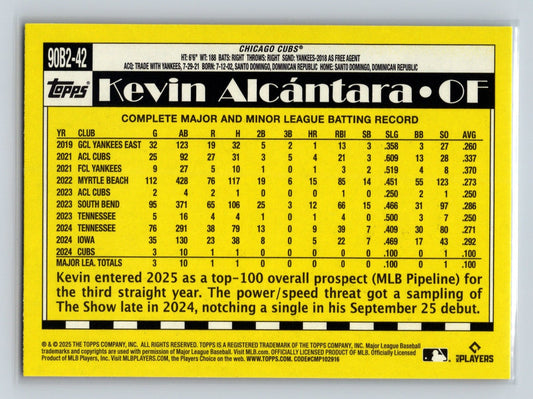 90B2-42
CHICAGO CUBS®
HT: 6'6" WT: 188 BATS: RIGHT THROWS: RIGHT SGND: YANKEES-2018 AS FREE AGENT
ACQ: TRADE WITH YANKEES, 7-29-21 BORN: 7-12-02, SANTO DOMINGO, DOMINICAN REPUBLIC HOME: SANTO DOMINGO, DOMINICAN REPUBLIC
Topps
Kevin Alcántara • OF
COMPLETE MAJOR AND MINOR LEAGUE BATTING RECORD
YR CLUB G AB R H 2B 3B HR RBI SB SLG BB SO AVG
2019 GCL YANKEES EAST 32 123 19 32 5 2 1 13 3 .358 3 27 .260
2021 ACL CUBS 25 92 27 31 3 5 4 21 3 .609 13 28 .337
2021 FCL YANKEES 9 27 5 10 1 0 1 3 2 .519 4 8 .370
2022 MYRTLE BEACH 112 428 76 117 19 6 15 85 14 .451 55 123 .273
2023 ACL CUBS 2 4 2 1 0 0 0 1 0 .250 2 1 .250
2023 SOUTH BEND 95 371 65 106 25 3 12 66 15 .466 31 97 .286
2023 TENNESSEE 5 16 4 4 1 0 1 4 0 .500 3 7 .250
2024 TENNESSEE 76 291 38 79 13 0 9 39 7 .409 30 80 .271
2024 IOWA 35 130 23 38 8 0 5 22 7 .469 17 43 .292
2024 CUBS 3 10 1 1 0 0 0 0 0 .100 0 5 .100
MAJOR LEA. TOTALS 3 10 1 1 0 0 0 0 0 .100 0 5 .100
Kevin entered 2025 as a top-100 overall prospect (MLB Pipeline) for
the third straight year. The power/speed threat got a sampling of
The Show late in 2024, notching a single in his September 25 debut.
® & © 2025 THE TOPPS COMPANY, INC. ALL RIGHTS RESERVED. TOPPS IS A REGISTERED TRADEMARK OF THE TOPPS COMPANY, INC. Major League Baseball
trademarks and copyrights are used with permission of Major League Baseball. Visit MLB.com. OFFICIALLY LICENSED PRODUCT OF MLB. Officially Licensed
Product of MLB Players, Inc. Visit MLBPLAYERS.COM, the Players Choice on the web. WWW.TOPPS.COM. CODE#CMP102916
PLAYERS